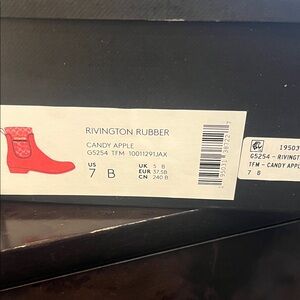 RIVINGTON RUBBER
CANDY APPLE
G5254 TFM 10011291JAX
US
7 B
UK 5 B
EUR 37.5B
CN 240 B
19503
G5254 - RIVINGT
TFM - CANDY APPL
7 B